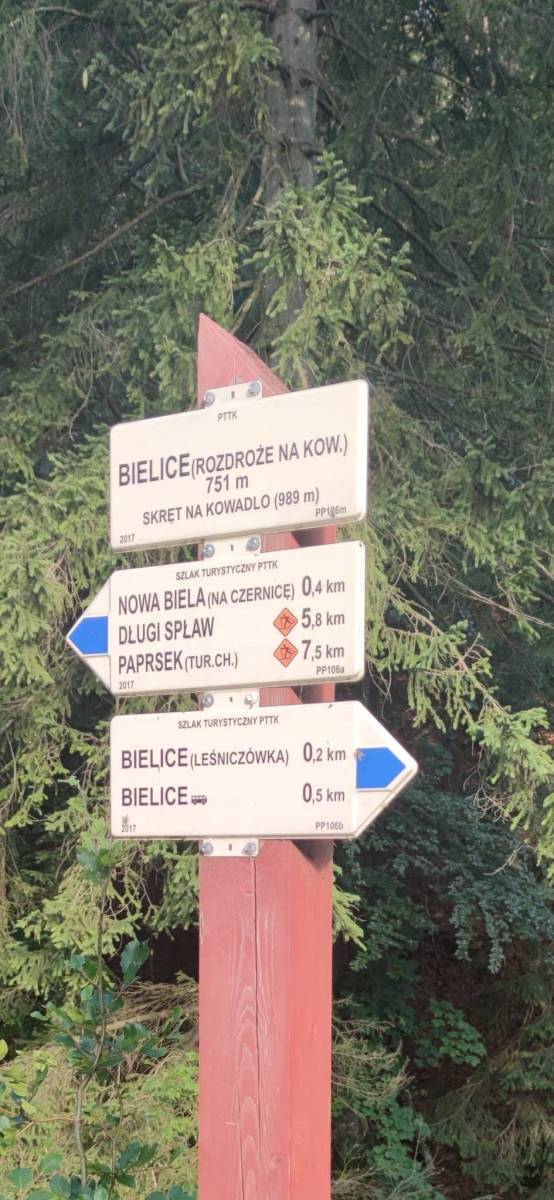 PTTK
BIELICE (ROZDROŻE NA KOW.)
751 m
SKRĘT NA KOWADLO (989 m)
2017 PP106m
SZLAK TURYSTYCZNY PTTK
NOWA BIELA (NA CZERNICE) 0,4 km
DŁUGI SPŁAW 5,8 km
PAPRSEK (TUR.CH.) 7,5 km
2017 PP106a
SZLAK TURYSTYCZNY PTTK
BIELICE (LEŚNICZÓWKA) 0,2 km
BIELICE 0,5 km
2017 PP106b